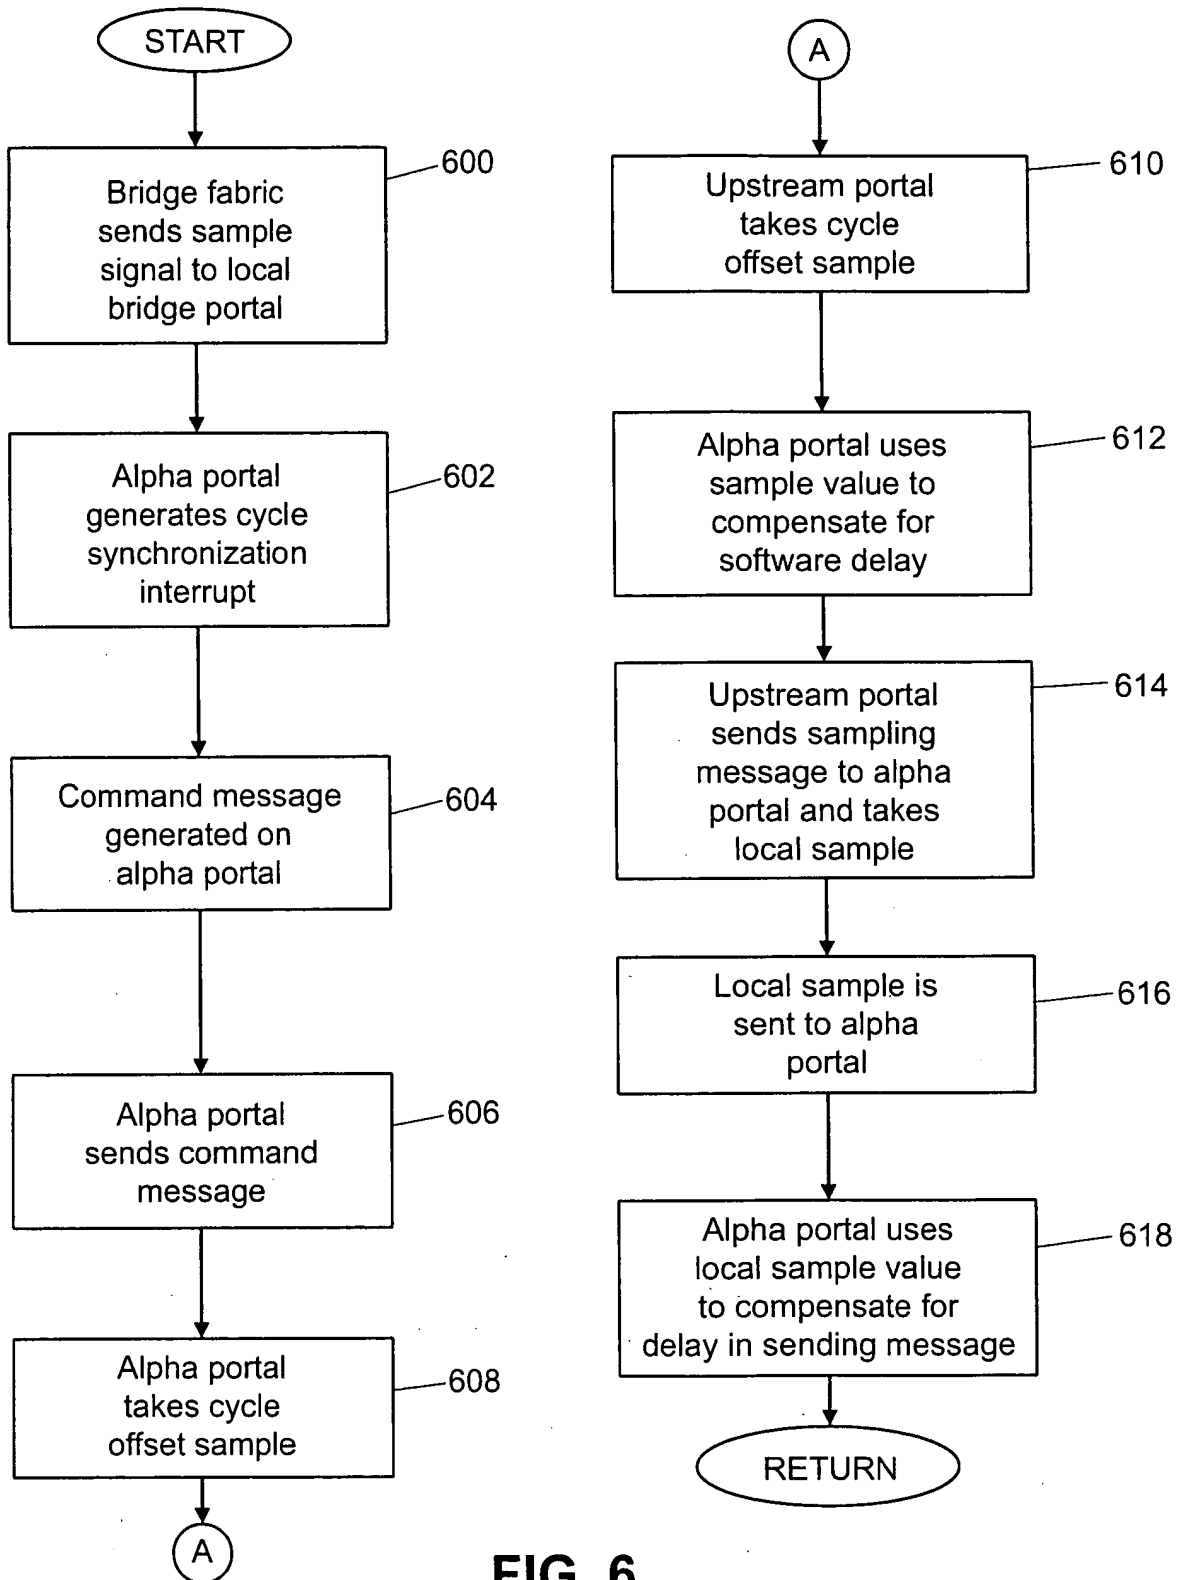 START
Bridge fabric
sends sample
signal to local
bridge portal
600
Alpha portal
generates cycle
synchronization
interrupt
602
Command message
generated on
alpha portal
604
Alpha portal
sends command
message
606
Alpha portal
takes cycle
offset sample
608
A
A
Upstream portal
takes cycle
offset sample
610
Alpha portal uses
sample value to
compensate for
software delay
612
Upstream portal
sends sampling
message to alpha
portal and takes
local sample
614
Local sample is
sent to alpha
portal
616
Alpha portal uses
local sample value
to compensate for
delay in sending message
618
RETURN
FIG. 6